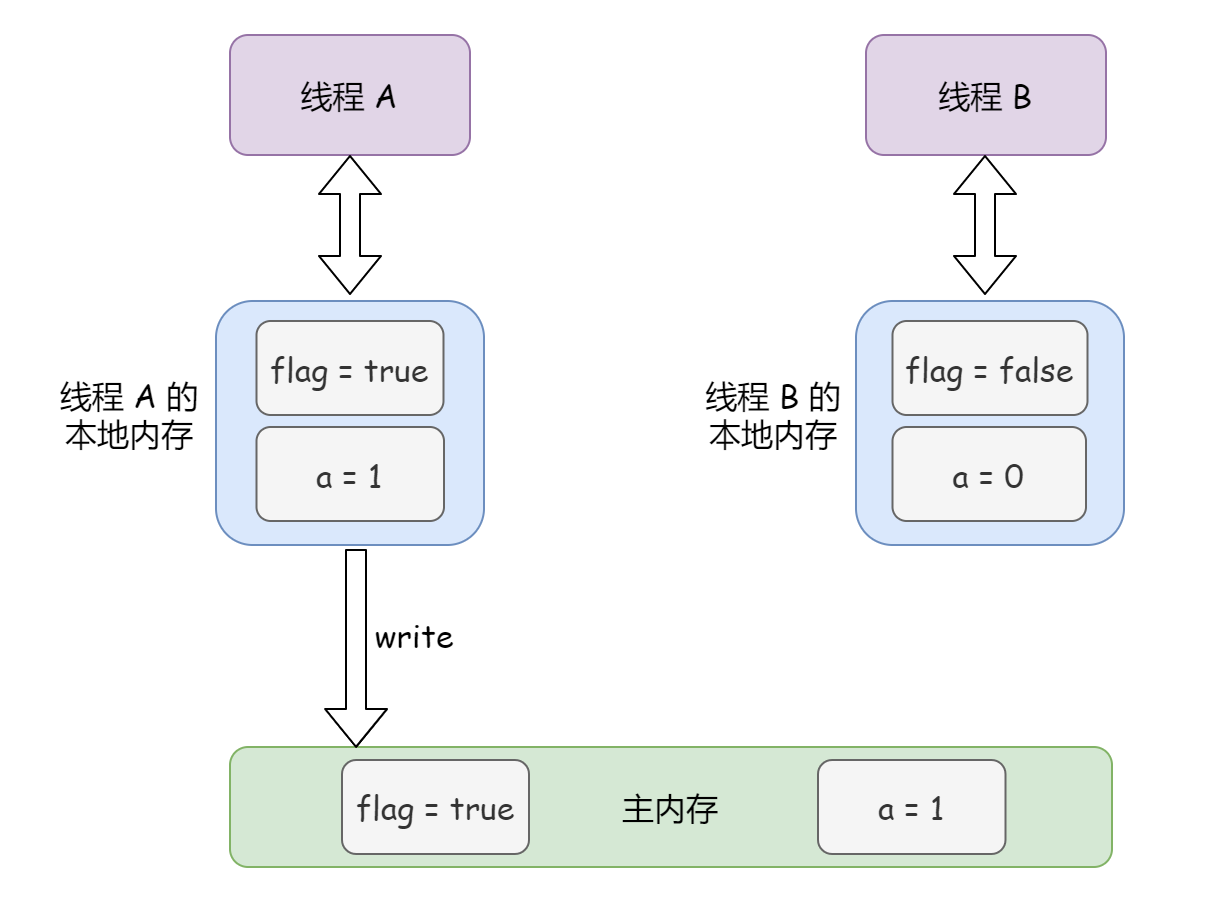 线程 A
线程 B
flag = true
flag = false
线程 A 的
本地内存
线程 B 的
本地内存
a = 1
a = 0
write
flag = true
主内存
a = 1